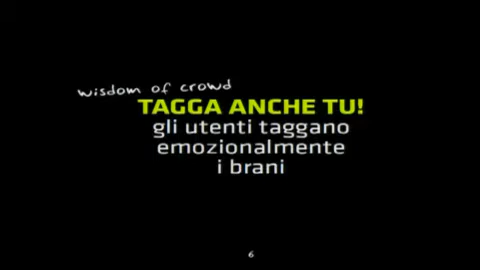 wisdom of crowd
TAGGA ANCHE TU!
gli utenti taggano
emozionalmente
i brani
6